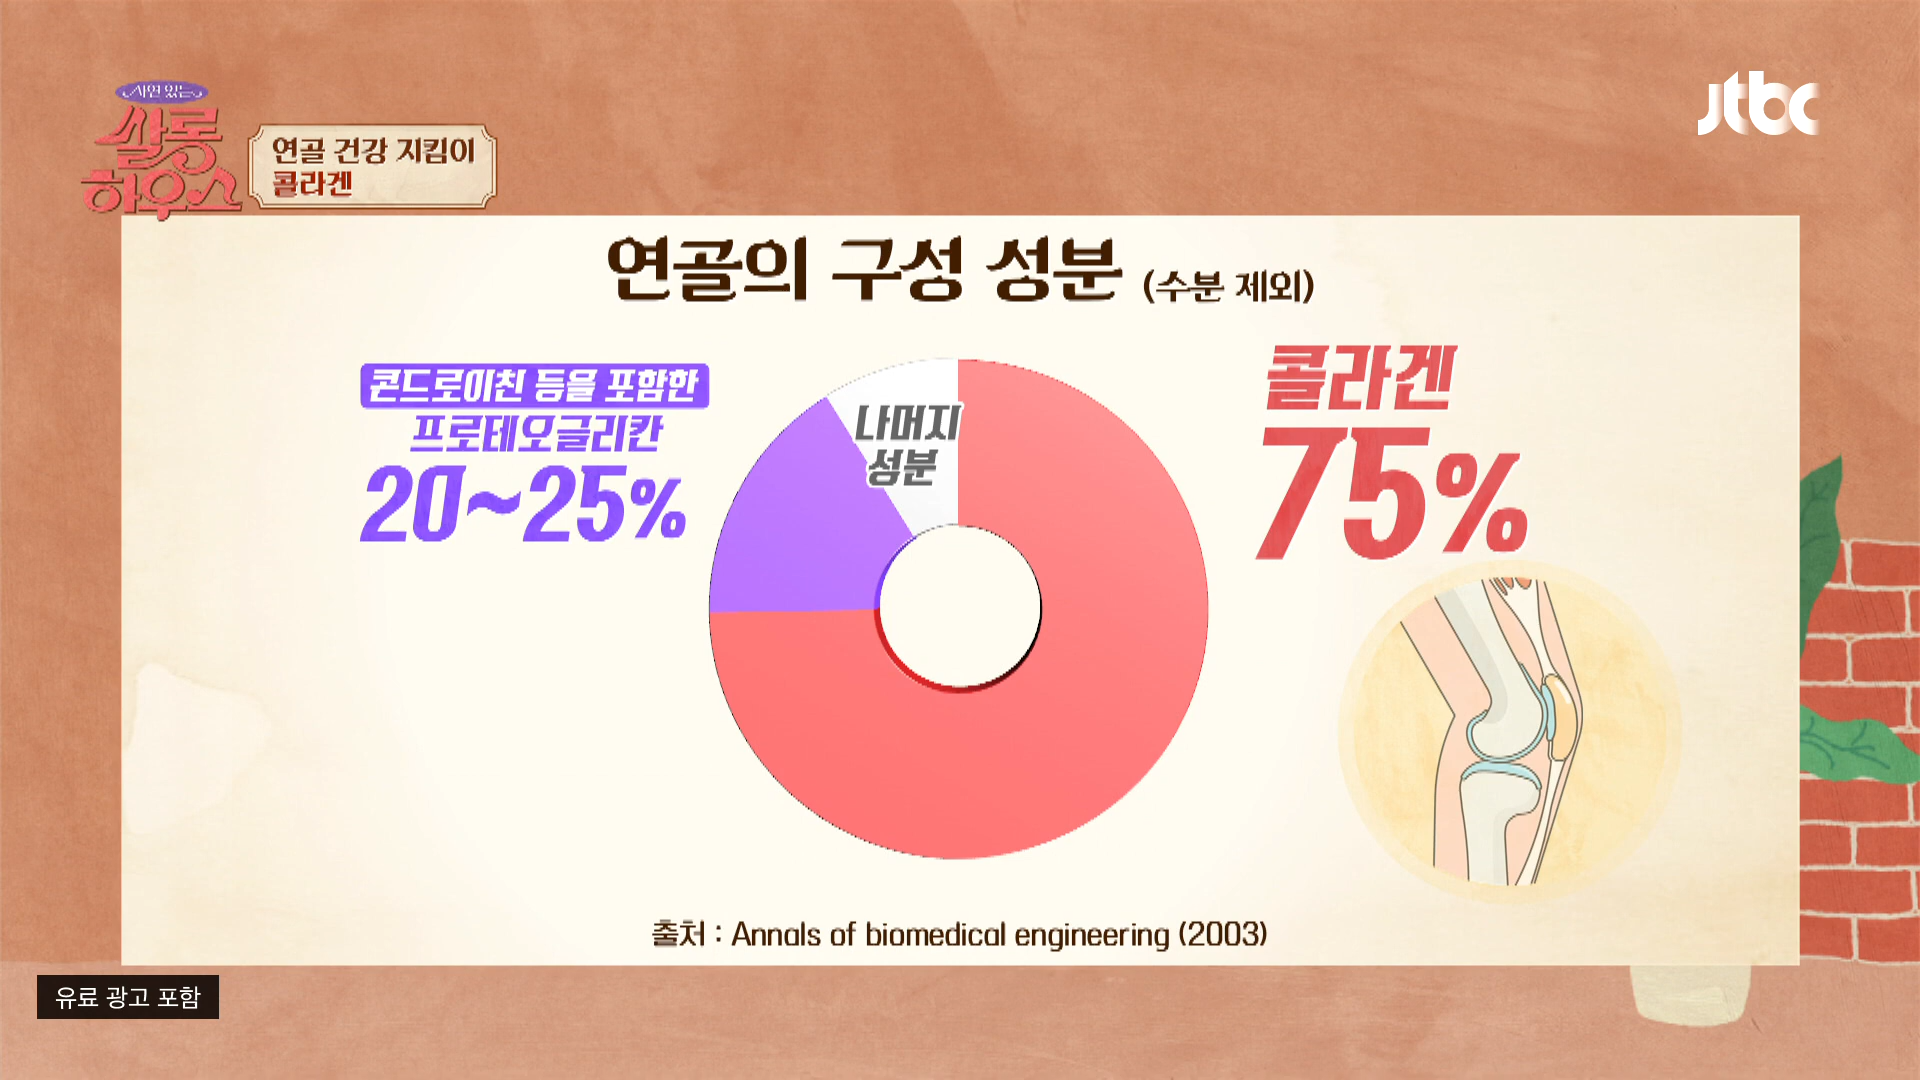 사연 있는
쌀롱
하우스
연골 건강 지킴이
콜라겐
jtbc
연골의 구성 성분 (수분 제외)
콘드로이친 등을 포함한
프로테오글리칸
20~25%
나머지
성분
콜라겐
75%
출처 : Annals of biomedical engineering (2003)
유료 광고 포함